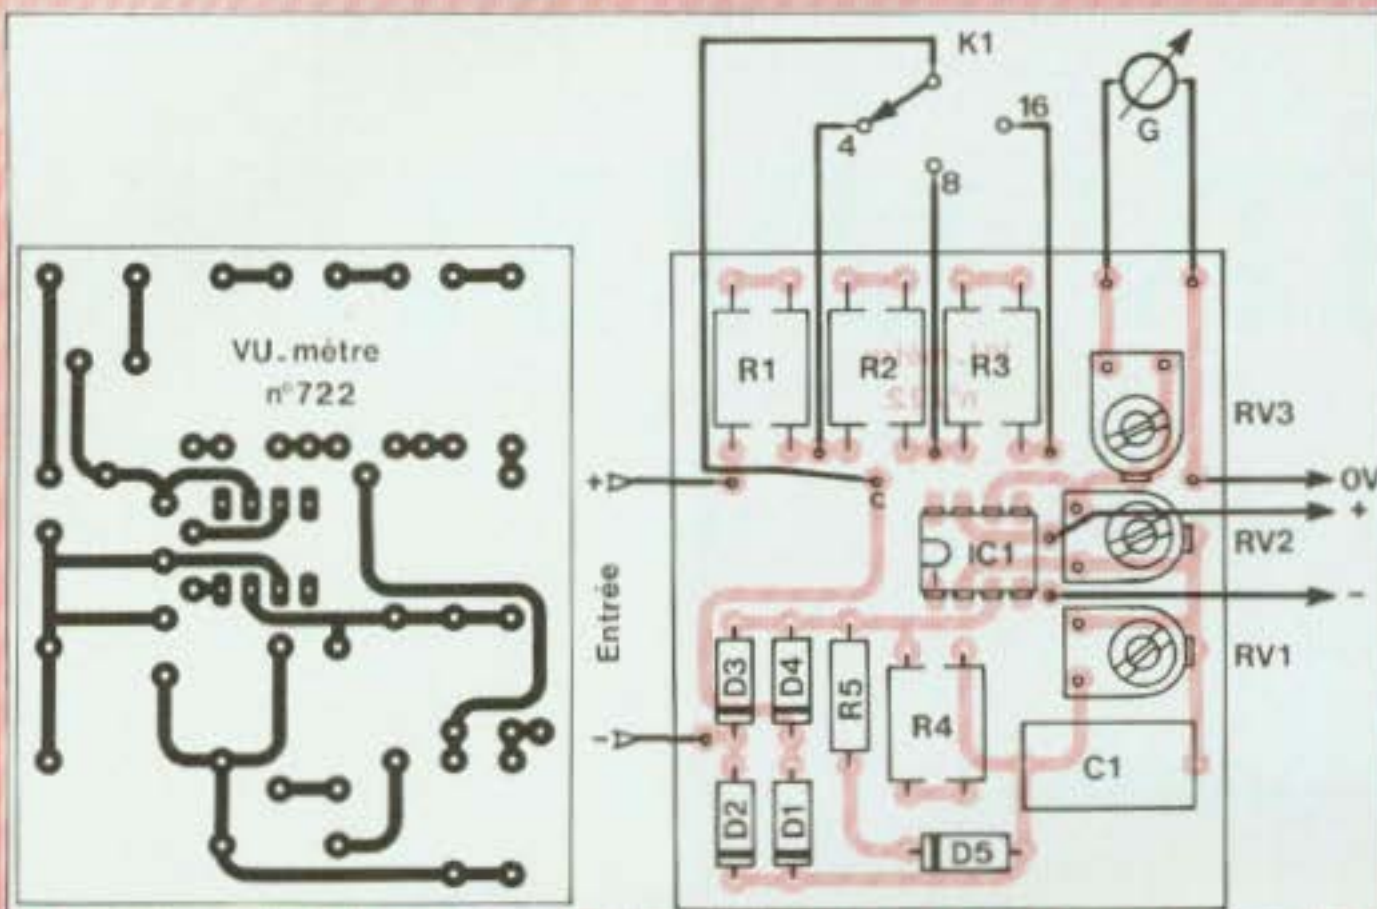 VU.mètre
n°722
K1
4
16
8
G
R1
R2
R3
RV3
+
0V
+
IC1
RV2
-
Entrée
RV1
D3
D4
R5
R4
-
C1
D2
D1
D5